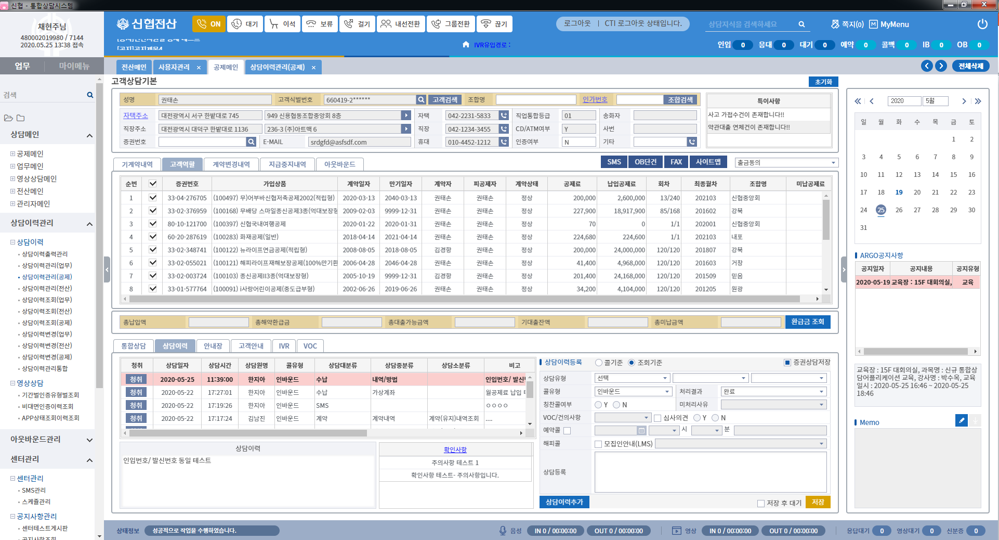 신협 - 통합상담시스템
채현주님
480002019980 / 7144
2020.05.25 13:38 접속
업무 마이메뉴
검색
상담메인
공제메인
업무메인
영상상담메인
전산메인
관리자메인
상담이력관리
상담이력
상담이력출력관리
상담이력관리(업무)
상담이력관리(공제)
상담이력관리(전산)
상담이력조회(업무)
상담이력조회(전산)
상담이력조회(공제)
상담이력변경(업무)
상담이력변경(전산)
상담이력변경(공제)
상담이력관리통합
영상상담
기간별인증유형별조회
비대면인증이력조회
APP상태조회이력조회
아웃바운드관리
센터관리
센터관리
SMS관리
스케쥴관리
공지사항관리
센터테스트게시판
공지사항조회
신협전산 ON 대기 이석 보류 걸기 내선전환 그룹전환 끊기
로그아웃 | CTI 로그아웃 상태입니다.
상담지식을 검색하세요
쪽지(0) M MyMenu
[공지]공지제목4
IVR유입경로 :
인입 0 응대 0 대기 0 예약 0 콜백 0 IB 0 OB 0
전산메인 사용자관리 × 공제메인 상담이력관리(공제) × 전체삭제
고객상담기본 초기화
성명 권태손 고객식벌번호 660419-2****** 고객검색 조합명 인가번호 조합검색
자택주소 대전광역시 서구 한밭대로 745 949 신용협동조합중앙회 8층 자택 042-2231-5833 직업통합등급 01 송화자
직장주소 대전광역시 대덕구 한밭대로 1136 236-3 (주)아트맥 6 직장 042-1234-3455 CD/ATM여부 Y 사번
증권번호 E-MAIL srdgfd@asfsdf.com 휴대 010-4452-1212 인증여부 N 기타
특이사항
사고 가접수건이 존재합니다!!
약관대출 연체건이 존재합니다!!
기계약내역 고객역할 계약변경내역 지급중지내역 아웃바운드 SMS OB단건 FAX 사이트맵 출금동의
순번 증권번호 가입상품 계약일자 만기일자 계약자 피공제자 계약상태 공제료 납입공제료 회차 최종월차 조합명 미납공제료
1 33-04-276705 (100497) 무)어부바신협저축공제2002(적립형) 2020-03-13 2040-03-13 권태손 권태손 정상 200,000 2,600,000 13/240 202103 신협중앙회
2 33-02-376959 (100168) 무배당 스마일종신공제3종(억대보장형 2009-02-03 9999-12-31 권태손 권태손 정상 227,900 18,917,900 85/168 201602 강북
3 80-10-121700 (100397) 신협국내여행공제 2020-01-22 2020-01-31 권태손 권태손 정상 70 0 1/1 202001 신협중앙회
4 60-20-287619 (100283) 화재공제(일반) 2018-04-14 2021-04-14 권태손 권태손 정상 224,680 224,600 1/1 202103 내포
5 33-02-348741 (100122) 뉴라이프연금공제(적립형) 2008-08-05 2018-08-05 김경항 권태손 정상 200,000 24,000,000 120/120 201807 강북
6 33-02-055021 (100121) 해피라이프재해보장공제(100%만기환 2006-04-28 2046-04-28 권태손 권태손 정상 41,400 4,968,000 120/120 201603 거창
7 33-02-003724 (100103) 종신공제II3종(억대보장형) 2005-10-19 9999-12-31 김경항 권태손 정상 201,400 24,168,000 120/120 201509 믿음
8 33-01-577764 (100091) i사랑어린이공제(중도급부형) 2002-06-26 2019-06-26 권태손 권태손 정상 34,200 4,104,000 120/120 201205 원광
총납입액 총해약환급금 총대출가능금액 기대출잔액 총미납금액 환급금 조회
통합상담 상담이력 안내장 고객안내 IVR VOC
청취 상담일자 상담시간 상담원명 콜유형 상담대분류 상담중분류 상담소분류 비고
청취 2020-05-25 11:39:00 한지아 인바운드 수납 내역/방법 인입번호/ 발신번
청취 2020-05-22 17:27:01 한지아 인바운드 수납 가상계좌 월공제료 납입
청취 2020-05-22 17:19:26 한지아 인바운드 SMS ㅇㅇㅇㅇ
청취 2020-05-22 17:17:24 김남진 인바운드 계약 계약내역 계약(유지)내역조회 ....
상담이력
인입번호/ 발신번호 동일 테스트
확인사항
주의사항 테스트 1
확인사항 테스트- 주의사항입니다.
상담이력등록 콜기준 조회기준 증권상담저장
상담유형 선택
콜유형 인바운드 처리결과 완료
칭찬콜여부 Y N 미처리사유
VOC/건의사항 심사의견 Y N
예약콜 시 분
해피콜 모집인안내(LMS)
상담등록
상담이력추가 저장 후 대기 저장
2020 5월
일 월 화 수 목 금 토
1 2
3 4 5 6 7 8 9
10 11 12 13 14 15 16
17 18 19 20 21 22 23
24 25 26 27 28 29 30
31
ARGO공지사항
공지일자 공지내용 공지유형
2020-05-19 교육장 : 15F 대회의실, 교육
교육장 : 15F 대회의실, 과목명 : 신규 통합상
담어플리케이션 교육, 강사명 : 박수옥, 교육
일시 : 2020-05-25 16:46 ~ 2020-05-25
18:46
Memo
상태정보 성공적으로 작업을 수행하였습니다. 음성 IN 0 / 00:00:00 OUT 0 / 00:00:00 영상 IN 0 / 00:00:00 OUT 0 / 00:00:00 응답대기 0 영상대기 0 신분증 0